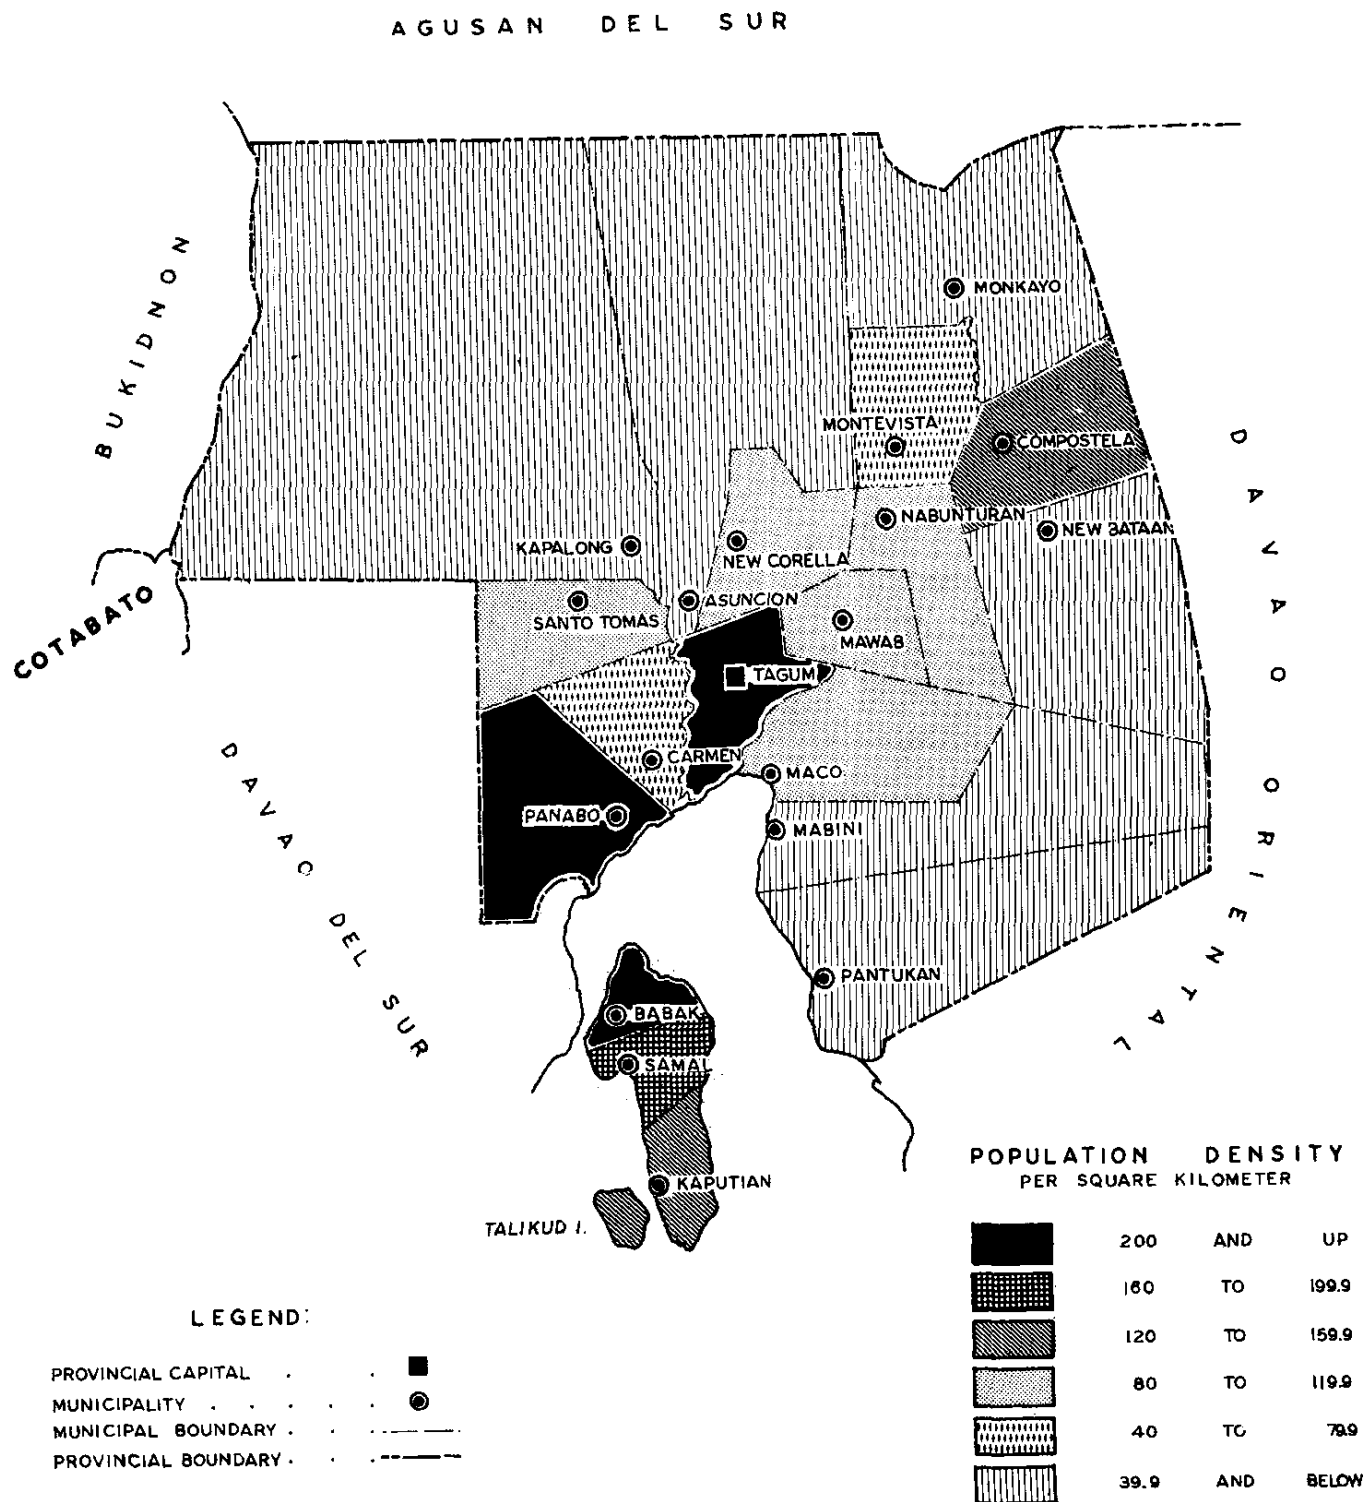 AGUSAN DEL SUR
BUKIDNON
MONKAYO
MONTEVISTA
COMPOSTELA
DAVAO ORIENTAL
NABUNTURAN
NEW BATAAN
KAPALONG
NEW CORELLA
COTABATO
ASUNCION
SANTO TOMAS
MAWAB
TAGUM
CARMEN
MACO
DAVAO DEL SUR
PANABO
MABINI
PANTUKAN
BABAK
SAMAL
KAPUTIAN
TALIKUD I.
POPULATION DENSITY
PER SQUARE KILOMETER
200 AND UP
160 TO 199.9
120 TO 159.9
80 TO 119.9
40 TO 79.9
39.9 AND BELOW
LEGEND:
PROVINCIAL CAPITAL . .
MUNICIPALITY . . . . .
MUNICIPAL BOUNDARY . . .
PROVINCIAL BOUNDARY . . .